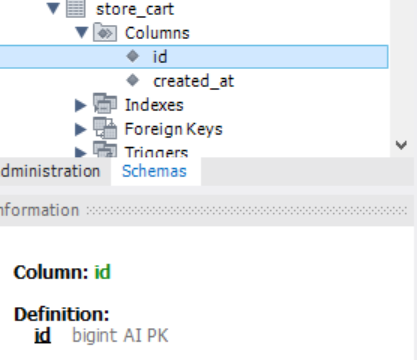 store_cart
Columns
id
created_at
Indexes
Foreign Keys
Triggers
dministration Schemas
nformation
Column: id
Definition:
id bigint AI PK